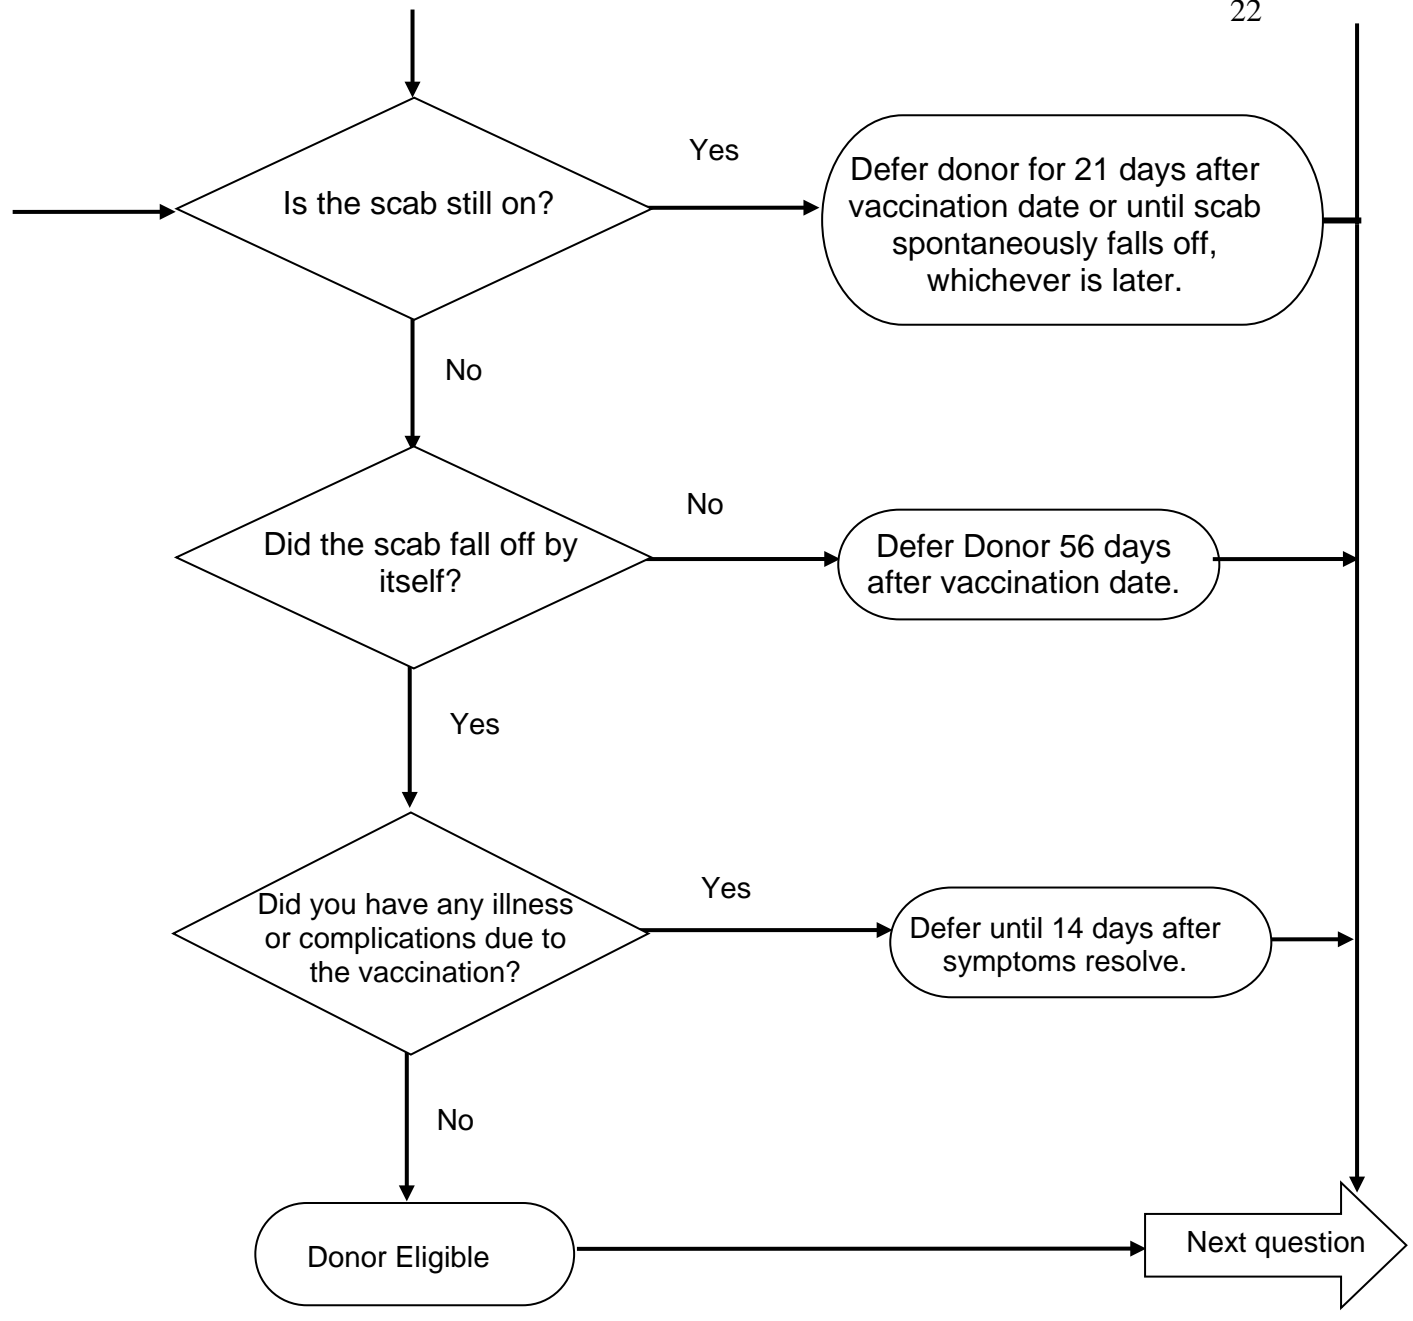 22
Yes
Is the scab still on?
Defer donor for 21 days after
vaccination date or until scab
spontaneously falls off,
whichever is later.
No
Did the scab fall off by
itself?
No
Defer Donor 56 days
after vaccination date.
Yes
Did you have any illness
or complications due to
the vaccination?
Yes
Defer until 14 days after
symptoms resolve.
No
Donor Eligible
Next question